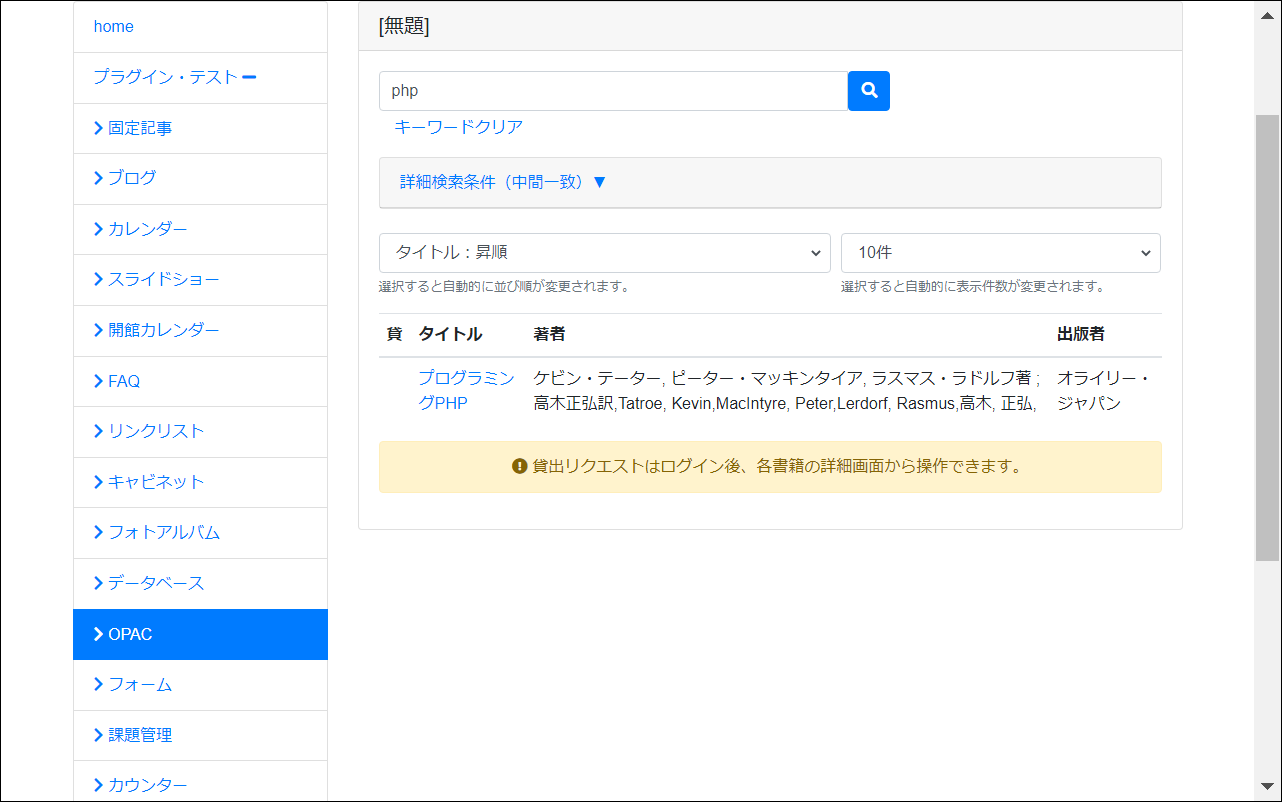 home
プラグイン・テスト
固定記事
ブログ
カレンダー
スライドショー
開館カレンダー
FAQ
リンクリスト
キャビネット
フォトアルバム
データベース
OPAC
フォーム
課題管理
カウンター
[無題]
php
キーワードクリア
詳細検索条件（中間一致）▼
タイトル：昇順
10件
選択すると自動的に並び順が変更されます。
選択すると自動的に表示件数が変更されます。
貸 タイトル 著者 出版者
プログラミン ケビン・テーター, ピーター・マッキンタイア, ラスマス・ラドルフ著 ; オライリー・
グPHP 高木正弘訳,Tatroe, Kevin,MacIntyre, Peter,Lerdorf, Rasmus,高木, 正弘, ジャパン
貸出リクエストはログイン後、各書籍の詳細画面から操作できます。